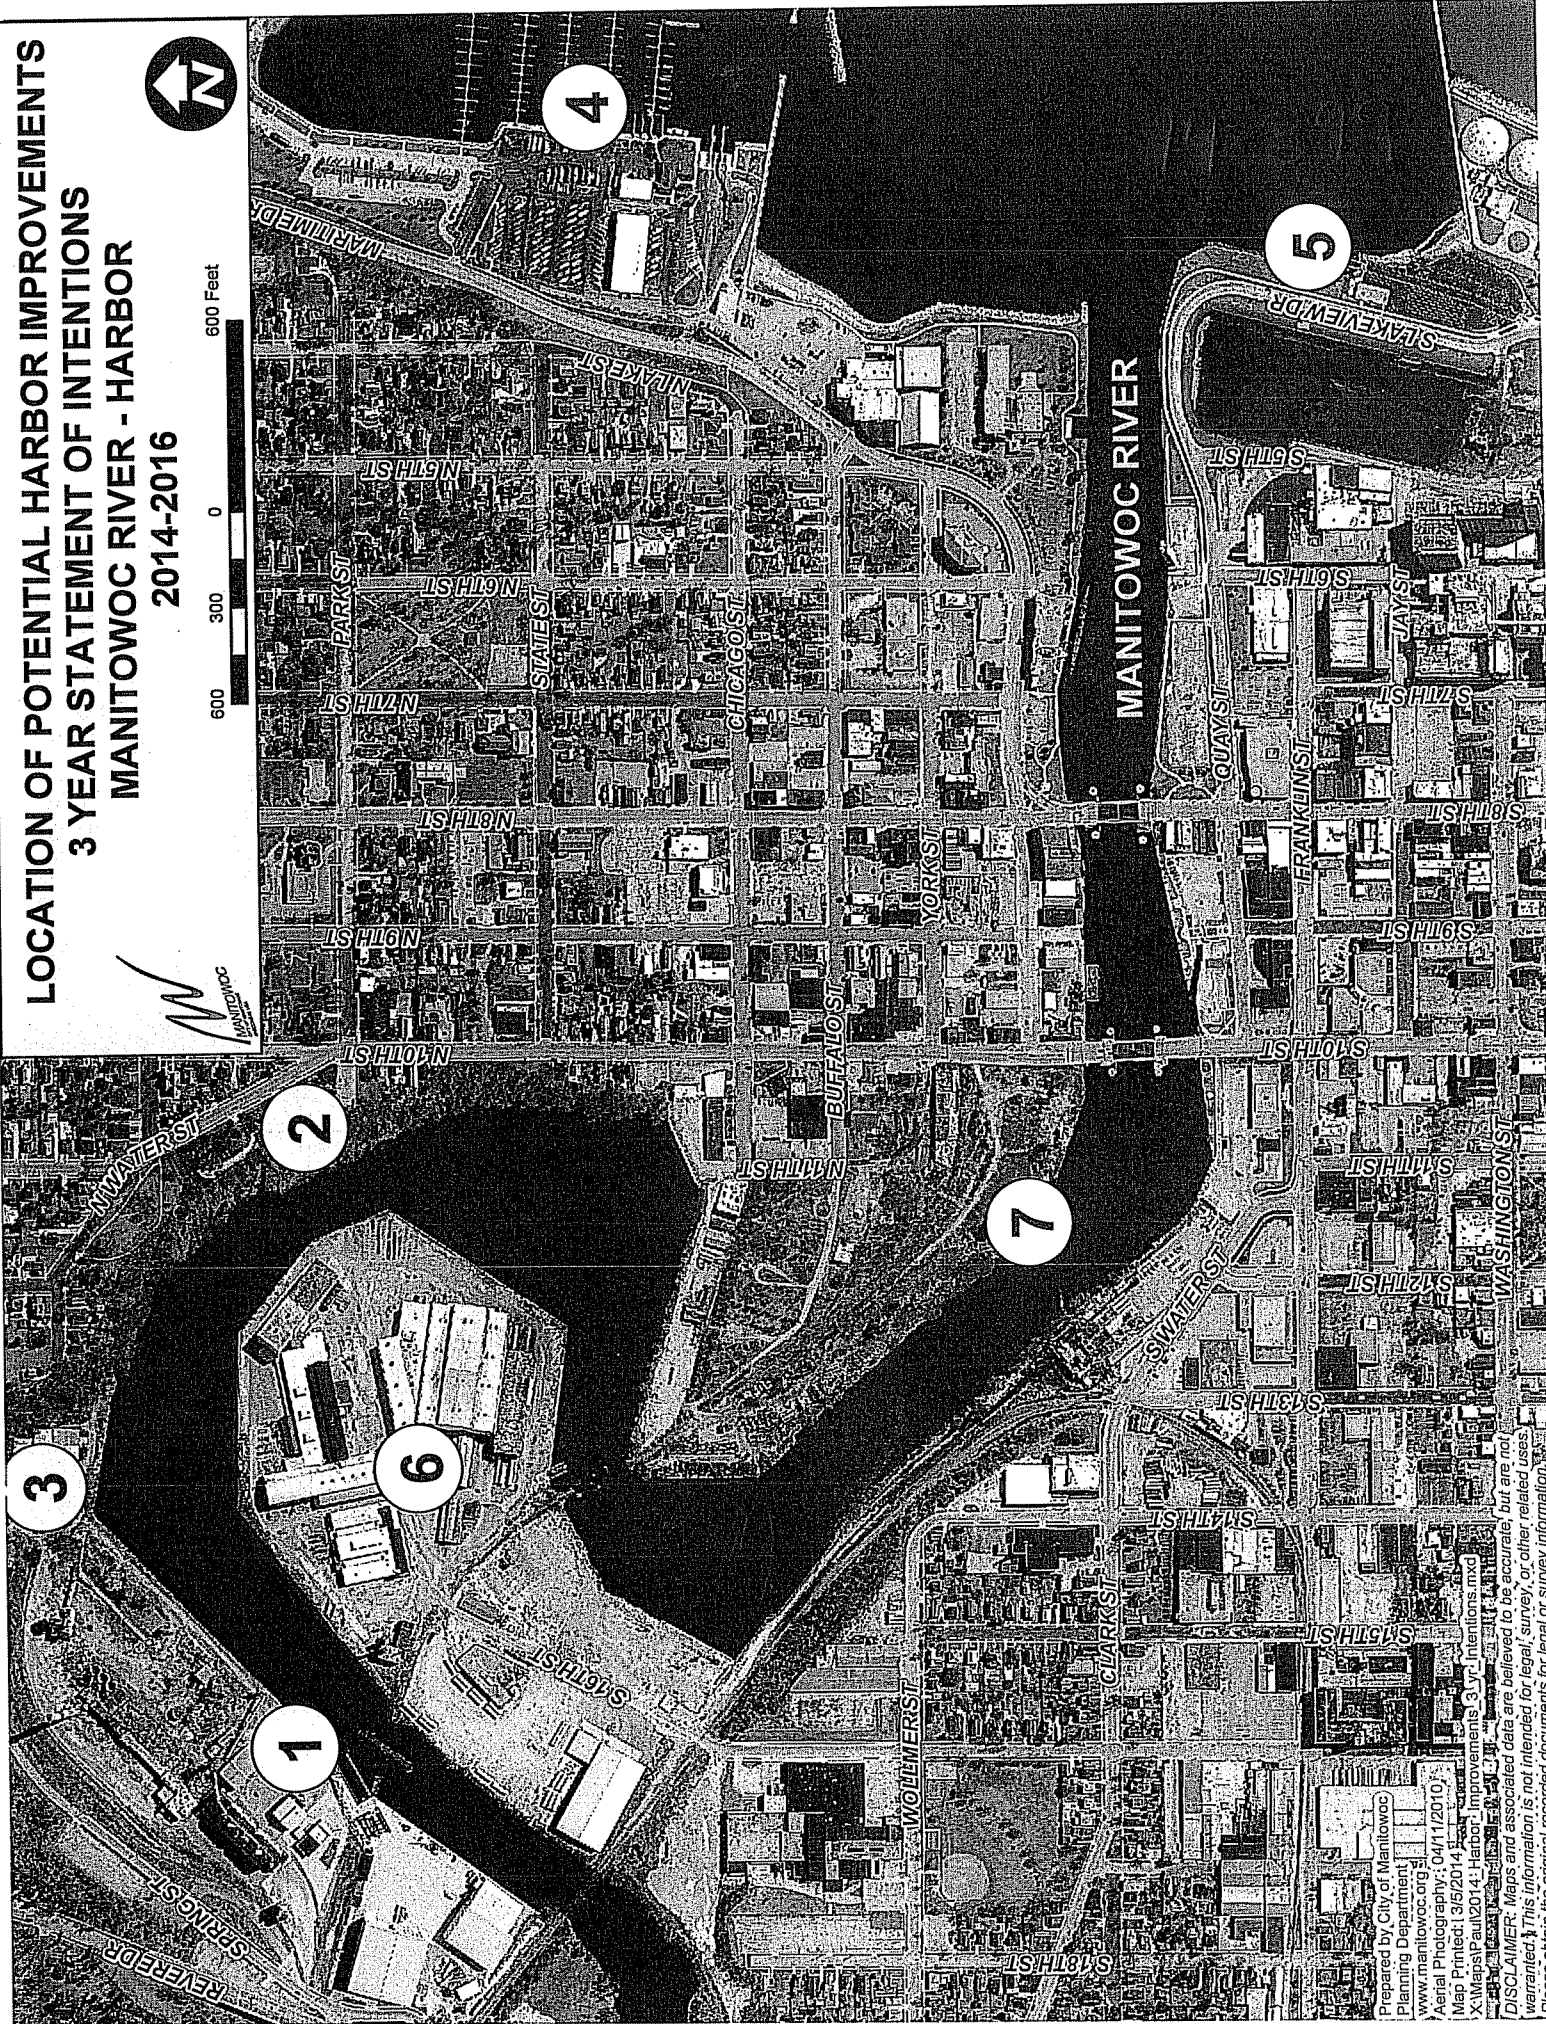 LOCATION OF POTENTIAL HARBOR IMPROVEMENTS
3 YEAR STATEMENT OF INTENTIONS
MANITOWOC RIVER - HARBOR
2014-2016
N
MANITOWOC
600 300 0 600 Feet
MARITIME DR
N LAKE ST
N 5TH ST
N 6TH ST
N 7TH ST
N 8TH ST
N 9TH ST
N 10TH ST
N 11TH ST
N WATER ST
PARK ST
STATE ST
CHICAGO ST
BUFFALO ST
YORK ST
MANITOWOC RIVER
S LAKEVIEW DR
S 5TH ST
S 6TH ST
S 7TH ST
S 8TH ST
S 9TH ST
S 10TH ST
S 11TH ST
S 12TH ST
S 13TH ST
S 14TH ST
S 15TH ST
S 16TH ST
S 18TH ST
QUAY ST
FRANKLIN ST
JAY ST
WASHINGTON ST
S WATER ST
CLARK ST
WOLLMER ST
SPRING ST
REVERE DR
1
2
3
4
5
6
7
Prepared by City of Manitowoc
Planning Department
www.manitowoc.org
Aerial Photography: 04/11/2010
Map Printed: 3/5/2014
X:\Maps\Paul\2014\Harbor_Improvements_3_yr_Intentions.mxd
DISCLAIMER: Maps and associated data are believed to be accurate, but are not
warranted. This information is not intended for legal, survey, or other related uses.